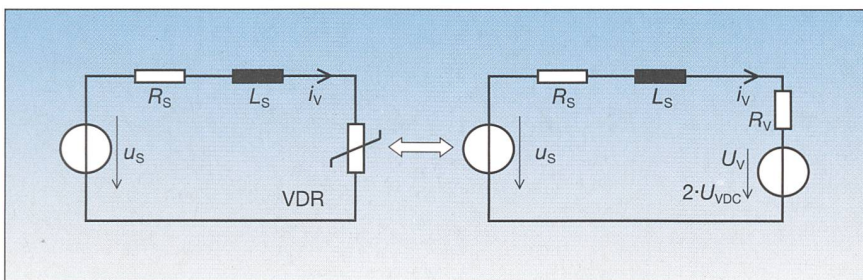 R_S L_S i_V
u_S
VDR
R_S L_S i_V
R_V
u_S
U_V
2·U_VDC